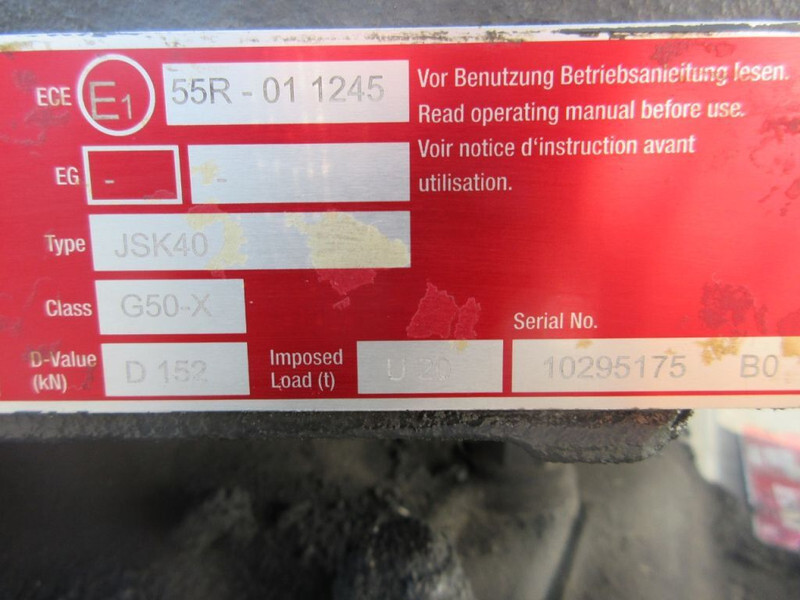 ECE E1 55R - 01 1245
Vor Benutzung Betriebsanleitung lesen.
Read operating manual before use.
Voir notice d'instruction avant
utilisation.
EG - -
Type JSK40
Class G50-X
D-Value (kN) D 152
Imposed Load (t) U 20
Serial No.
10295175 B0